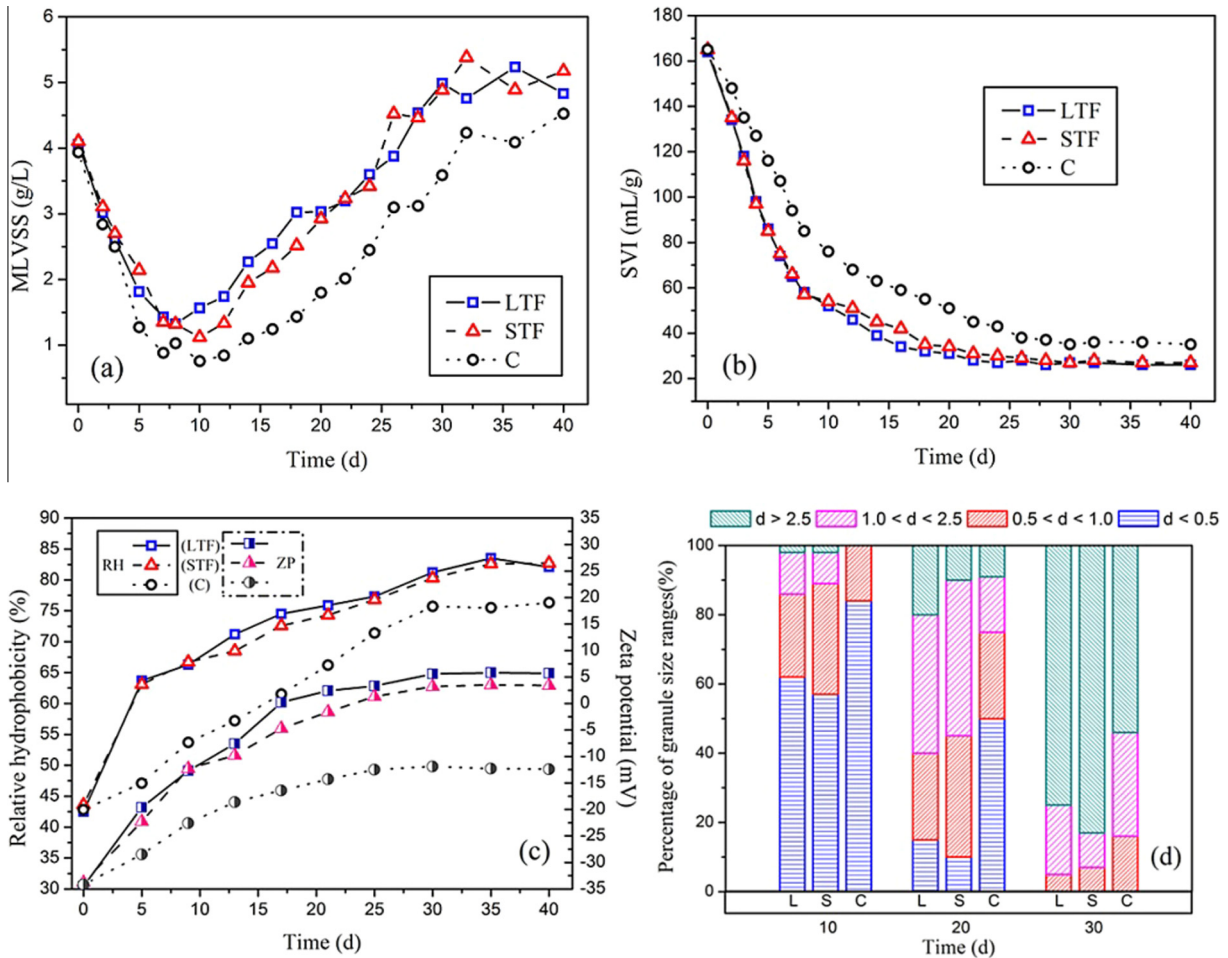 6
5
4
3
2
1
MLVSS (g/L)
LTF
STF
C
(a)
0 5 10 15 20 25 30 35 40
Time (d)
180
160
140
120
100
80
60
40
20
SVI (mL/g)
LTF
STF
C
(b)
0 5 10 15 20 25 30 35 40
Time (d)
90
85
80
75
70
65
60
55
50
45
40
35
30
Relative hydrophobicity (%)
RH
(LTF)
(STF)
(C)
ZP
35
30
25
20
15
10
5
0
-5
-10
-15
-20
-25
-30
-35
Zeta potential (mV)
(c)
0 5 10 15 20 25 30 35 40
Time (d)
d > 2.5 1.0 < d < 2.5 0.5 < d < 1.0 d < 0.5
100
80
60
40
20
0
Percentage of granule size ranges(%)
(d)
L S C L S C L S C
10 20 30
Time (d)